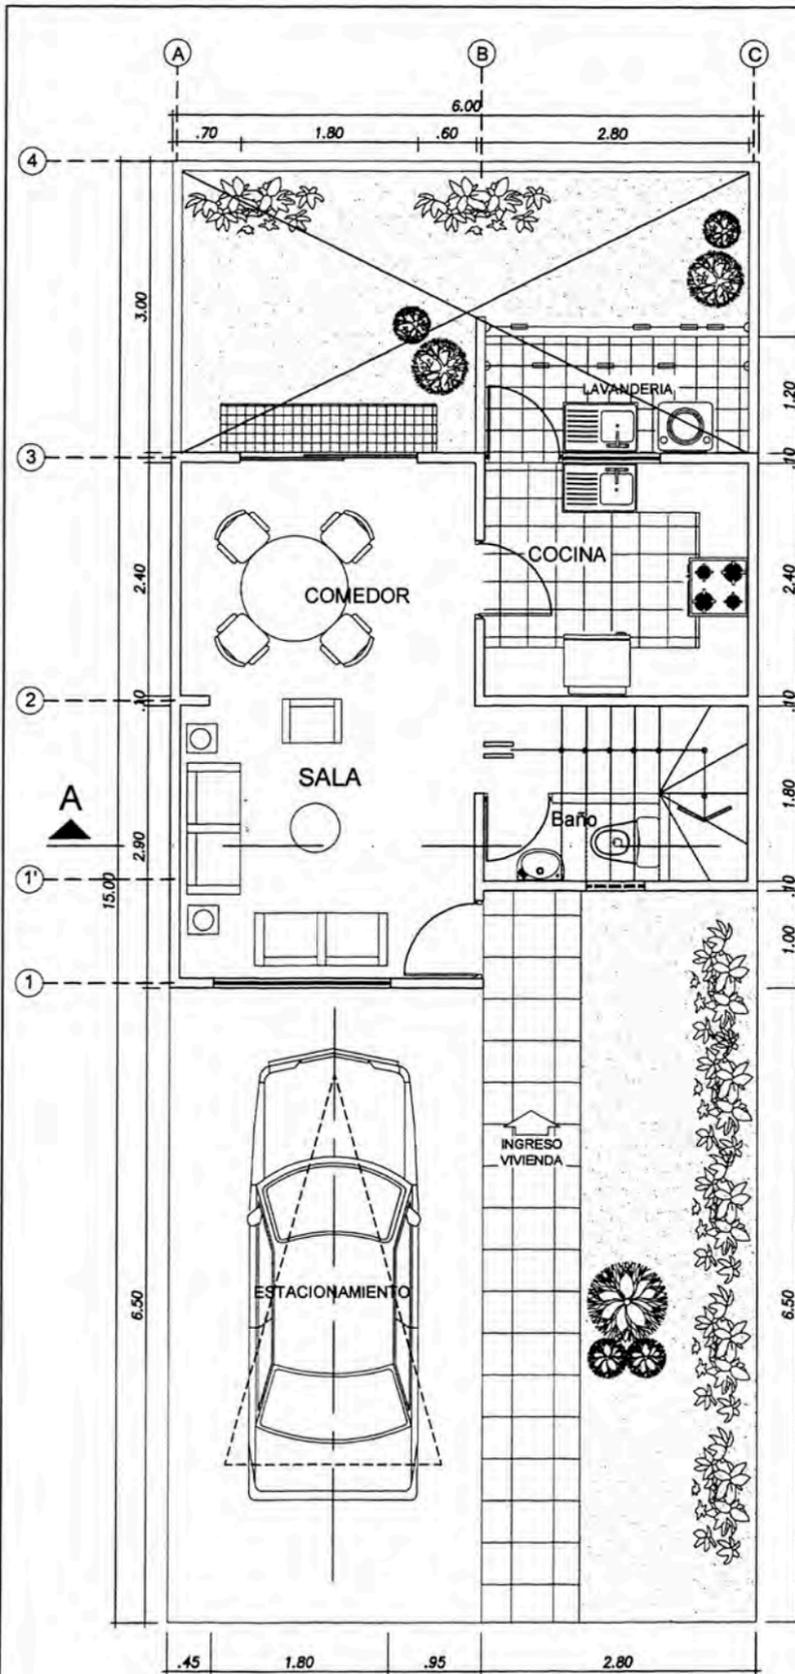 A
B
C
6.00
.70
1.80
.60
2.80
4
3.00
LAVANDERIA
1.20
3
.10
COCINA
COMEDOR
2.40
2.40
2
.10
.10
SALA
A
Baño
1.80
2.90
1'
15.00
.10
1.00
1
INGRESO
VIVIENDA
ESTACIONAMIENTO
6.50
6.50
.45
1.80
.95
2.80